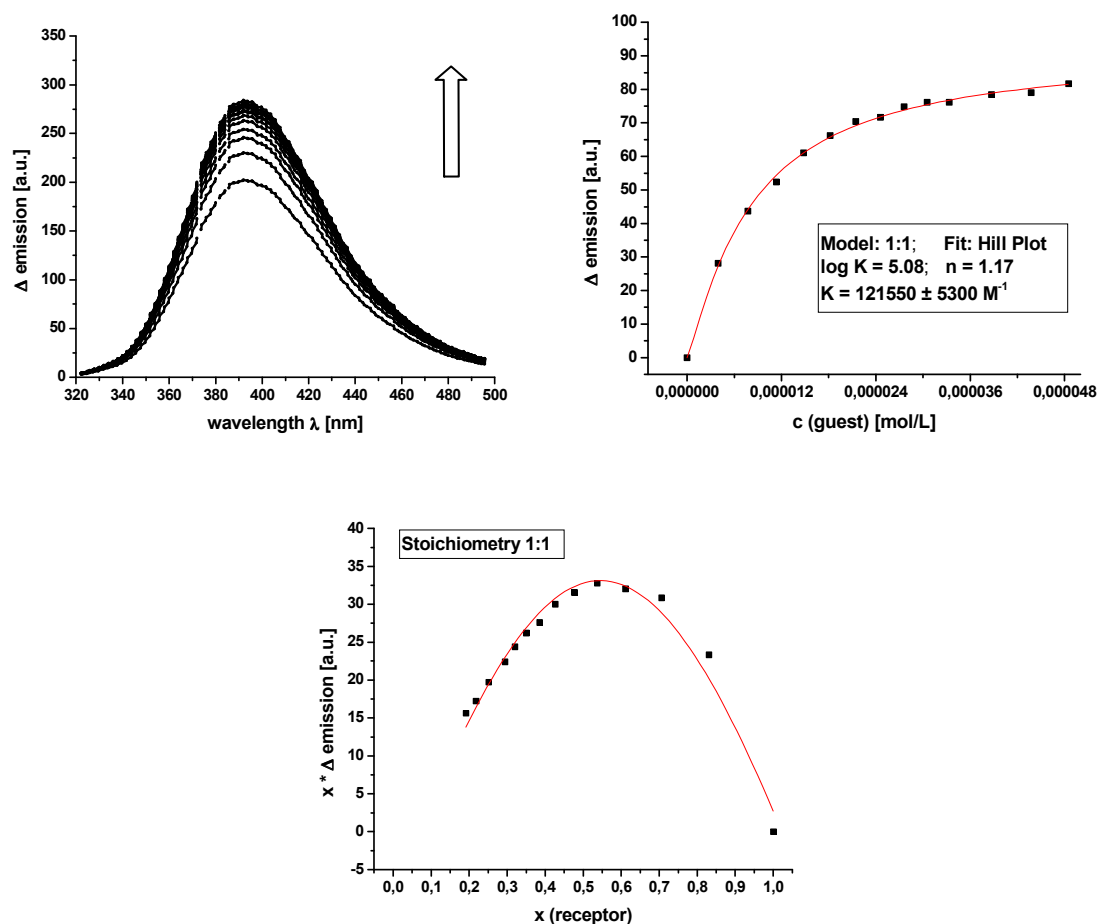 350
300
250
200
150
100
50
0
Δ emission [a.u.]
320 340 360 380 400 420 440 460 480 500
wavelength λ [nm]
100
90
80
70
60
50
40
30
20
10
0
Δ emission [a.u.]
Model: 1:1; Fit: Hill Plot
log K = 5.08; n = 1.17
K = 121550 ± 5300 M⁻¹
0,000000 0,000012 0,000024 0,000036 0,000048
c (guest) [mol/L]
Stoichiometry 1:1
40
35
30
25
20
15
10
5
0
-5
x * Δ emission [a.u.]
0,0 0,1 0,2 0,3 0,4 0,5 0,6 0,7 0,8 0,9 1,0
x (receptor)